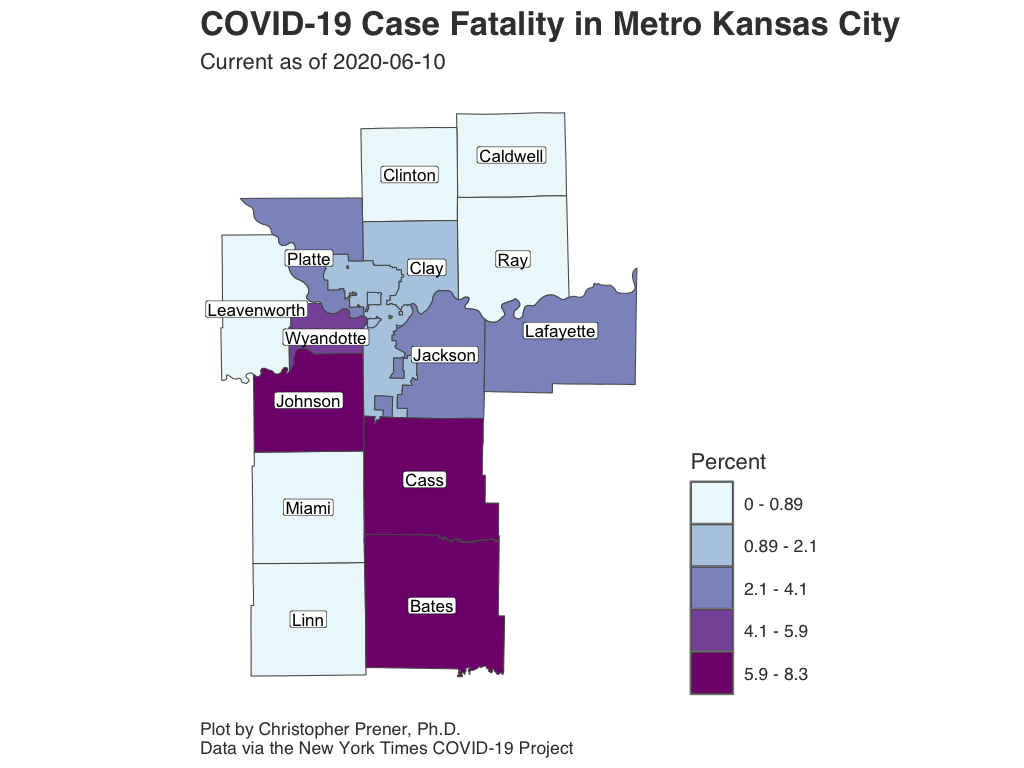 COVID-19 Case Fatality in Metro Kansas City
Current as of 2020-06-10
Caldwell
Clinton
Platte
Clay
Ray
Leavenworth
Wyandotte
Lafayette
Jackson
Johnson
Cass
Miami
Bates
Linn
Percent
0 - 0.89
0.89 - 2.1
2.1 - 4.1
4.1 - 5.9
5.9 - 8.3
Plot by Christopher Prener, Ph.D.
Data via the New York Times COVID-19 Project